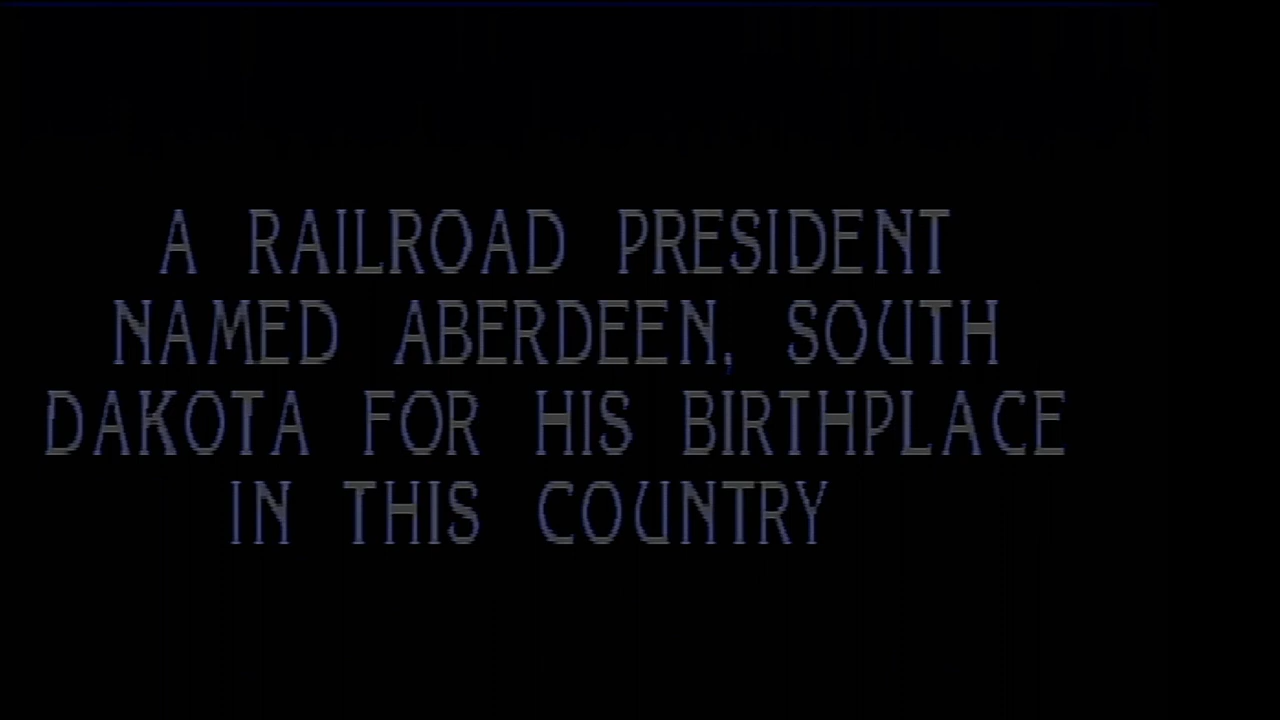 A RAILROAD PRESIDENT
NAMED ABERDEEN, SOUTH
DAKOTA FOR HIS BIRTHPLACE
IN THIS COUNTRY